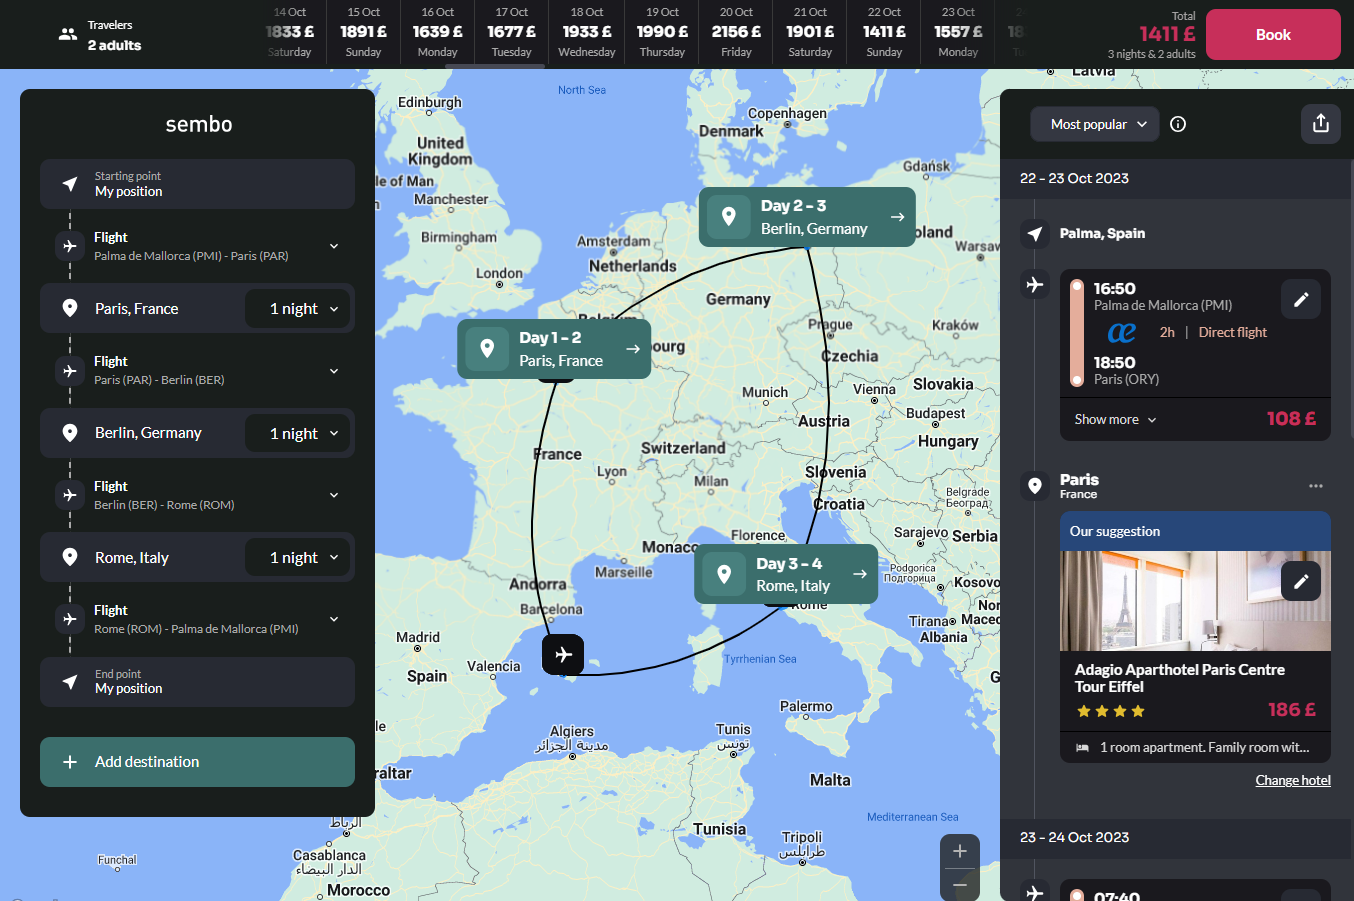 Travelers
2 adults
14 Oct
1833 £
Saturday
15 Oct
1891 £
Sunday
16 Oct
1639 £
Monday
17 Oct
1677 £
Tuesday
18 Oct
1933 £
Wednesday
19 Oct
1990 £
Thursday
20 Oct
2156 £
Friday
21 Oct
1901 £
Saturday
22 Oct
1411 £
Sunday
23 Oct
1557 £
Monday
Total
1411 £
3 nights & 2 adults
Book
sembo
Starting point
My position
Flight
Palma de Mallorca (PMI) - Paris (PAR)
Paris, France
1 night
Flight
Paris (PAR) - Berlin (BER)
Berlin, Germany
1 night
Flight
Berlin (BER) - Rome (ROM)
Rome, Italy
1 night
Flight
Rome (ROM) - Palma de Mallorca (PMI)
End point
My position
Add destination
North Sea
Latvia
Edinburgh
Copenhagen
Denmark
United
Kingdom
Gdańsk
le of Man
Manchester
Day 2 - 3
Berlin, Germany
oland
Birmingham
Amsterdam
Warsaw
Netherlands
London
Germany
Belgium
Prague
Kraków
Day 1 - 2
Paris, France
bourg
Czechia
Slovakia
Munich
Vienna
Budapest
Austria
Hungary
France
Switzerland
Lyon
Milan
Slovenia
Croatia
Belgrade
Београд
Florence
Sarajevo
Serbia
Monaco
Marseille
Day 3 - 4
Rome, Italy
Podgorica
Подгорица
Kosovo
Andorra
Barcelona
Rome
Nor
Tirana
Maced
Albania
Madrid
Valencia
Spain
Tyrrhenian Sea
G
Palermo
le
Algiers
مدينة الجزائر
Tunis
تونس
raltar
Malta
Mediterranean Sea
Tunisia
الرباط
Tripoli
طرابلس
Casablanca
الدار البيضاء
Funchal
Morocco
Most popular
22 - 23 Oct 2023
Palma, Spain
16:50
Palma de Mallorca (PMI)
æ
2h | Direct flight
18:50
Paris (ORY)
Show more
108 £
Paris
France
Our suggestion
Adagio Aparthotel Paris Centre
Tour Eiffel
186 £
1 room apartment. Family room wit...
Change hotel
23 - 24 Oct 2023
07:40